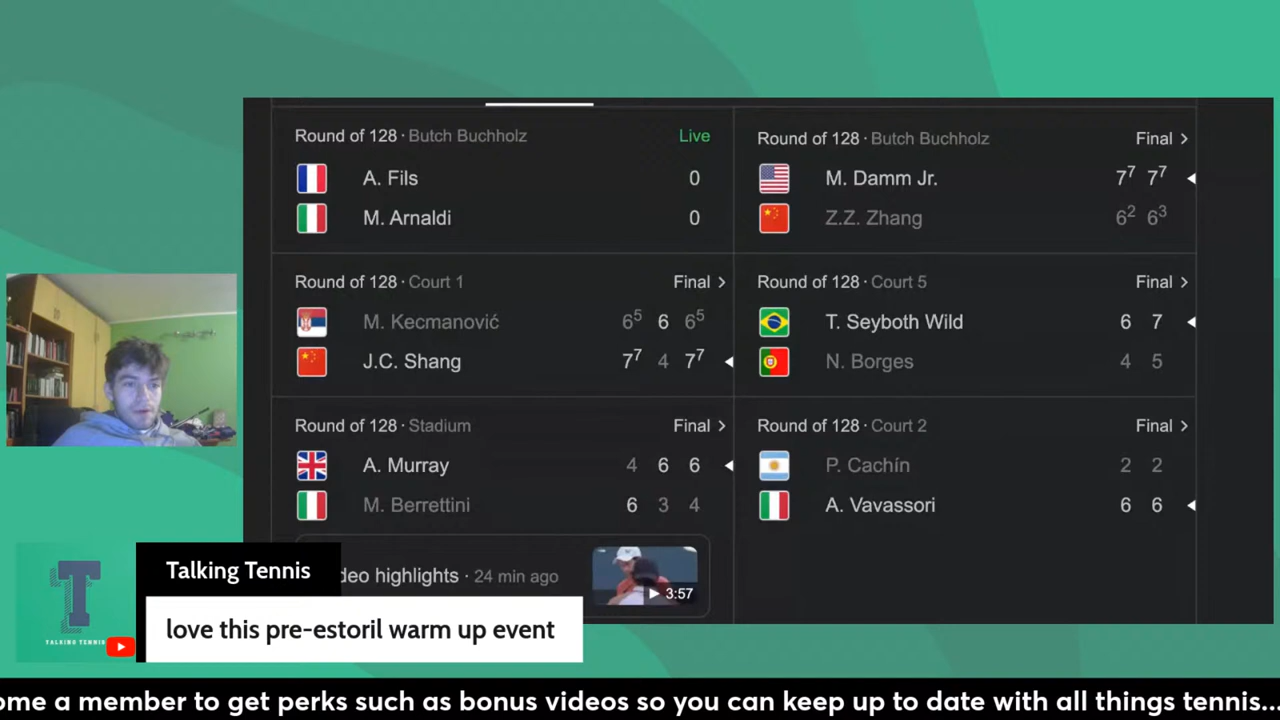 Round of 128 · Butch Buchholz Live
A. Fils 0
M. Arnaldi 0
Round of 128 · Butch Buchholz Final >
M. Damm Jr. 7⁷ 7⁷
Z.Z. Zhang 6² 6³
Round of 128 · Court 1 Final >
M. Kecmanović 6⁵ 6 6⁵
J.C. Shang 7⁷ 4 7⁷
Round of 128 · Court 5 Final >
T. Seyboth Wild 6 7
N. Borges 4 5
Round of 128 · Stadium Final >
A. Murray 4 6 6
M. Berrettini 6 3 4
Round of 128 · Court 2 Final >
P. Cachín 2 2
A. Vavassori 6 6
deo highlights · 24 min ago
3:57
T
TALKING TENNIS
Talking Tennis
love this pre-estoril warm up event
ome a member to get perks such as bonus videos so you can keep up to date with all things tennis...